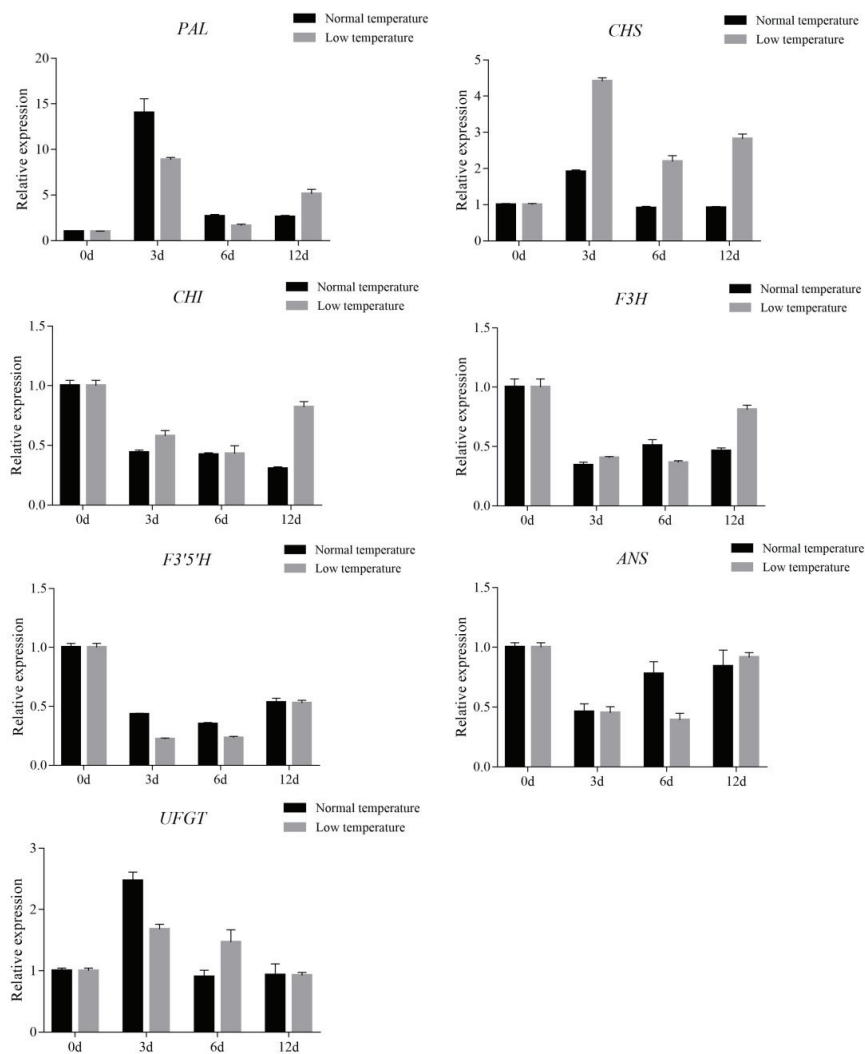 PAL
Normal temperature
Low temperature
Relative expression
20
15
10
5
0
0d 3d 6d 12d
CHS
Normal temperature
Low temperature
Relative expression
5
4
3
2
1
0
0d 3d 6d 12d
CHI
Normal temperature
Low temperature
Relative expression
1.5
1.0
0.5
0.0
0d 3d 6d 12d
F3H
Normal temperature
Low temperature
Relative expression
1.5
1.0
0.5
0.0
0d 3d 6d 12d
F3'5'H
Normal temperature
Low temperature
Relative expression
1.5
1.0
0.5
0.0
0d 3d 6d 12d
ANS
Normal temperature
Low temperature
Relative expression
1.5
1.0
0.5
0.0
0d 3d 6d 12d
UFGT
Normal temperature
Low temperature
Relative expression
3
2
1
0
0d 3d 6d 12d